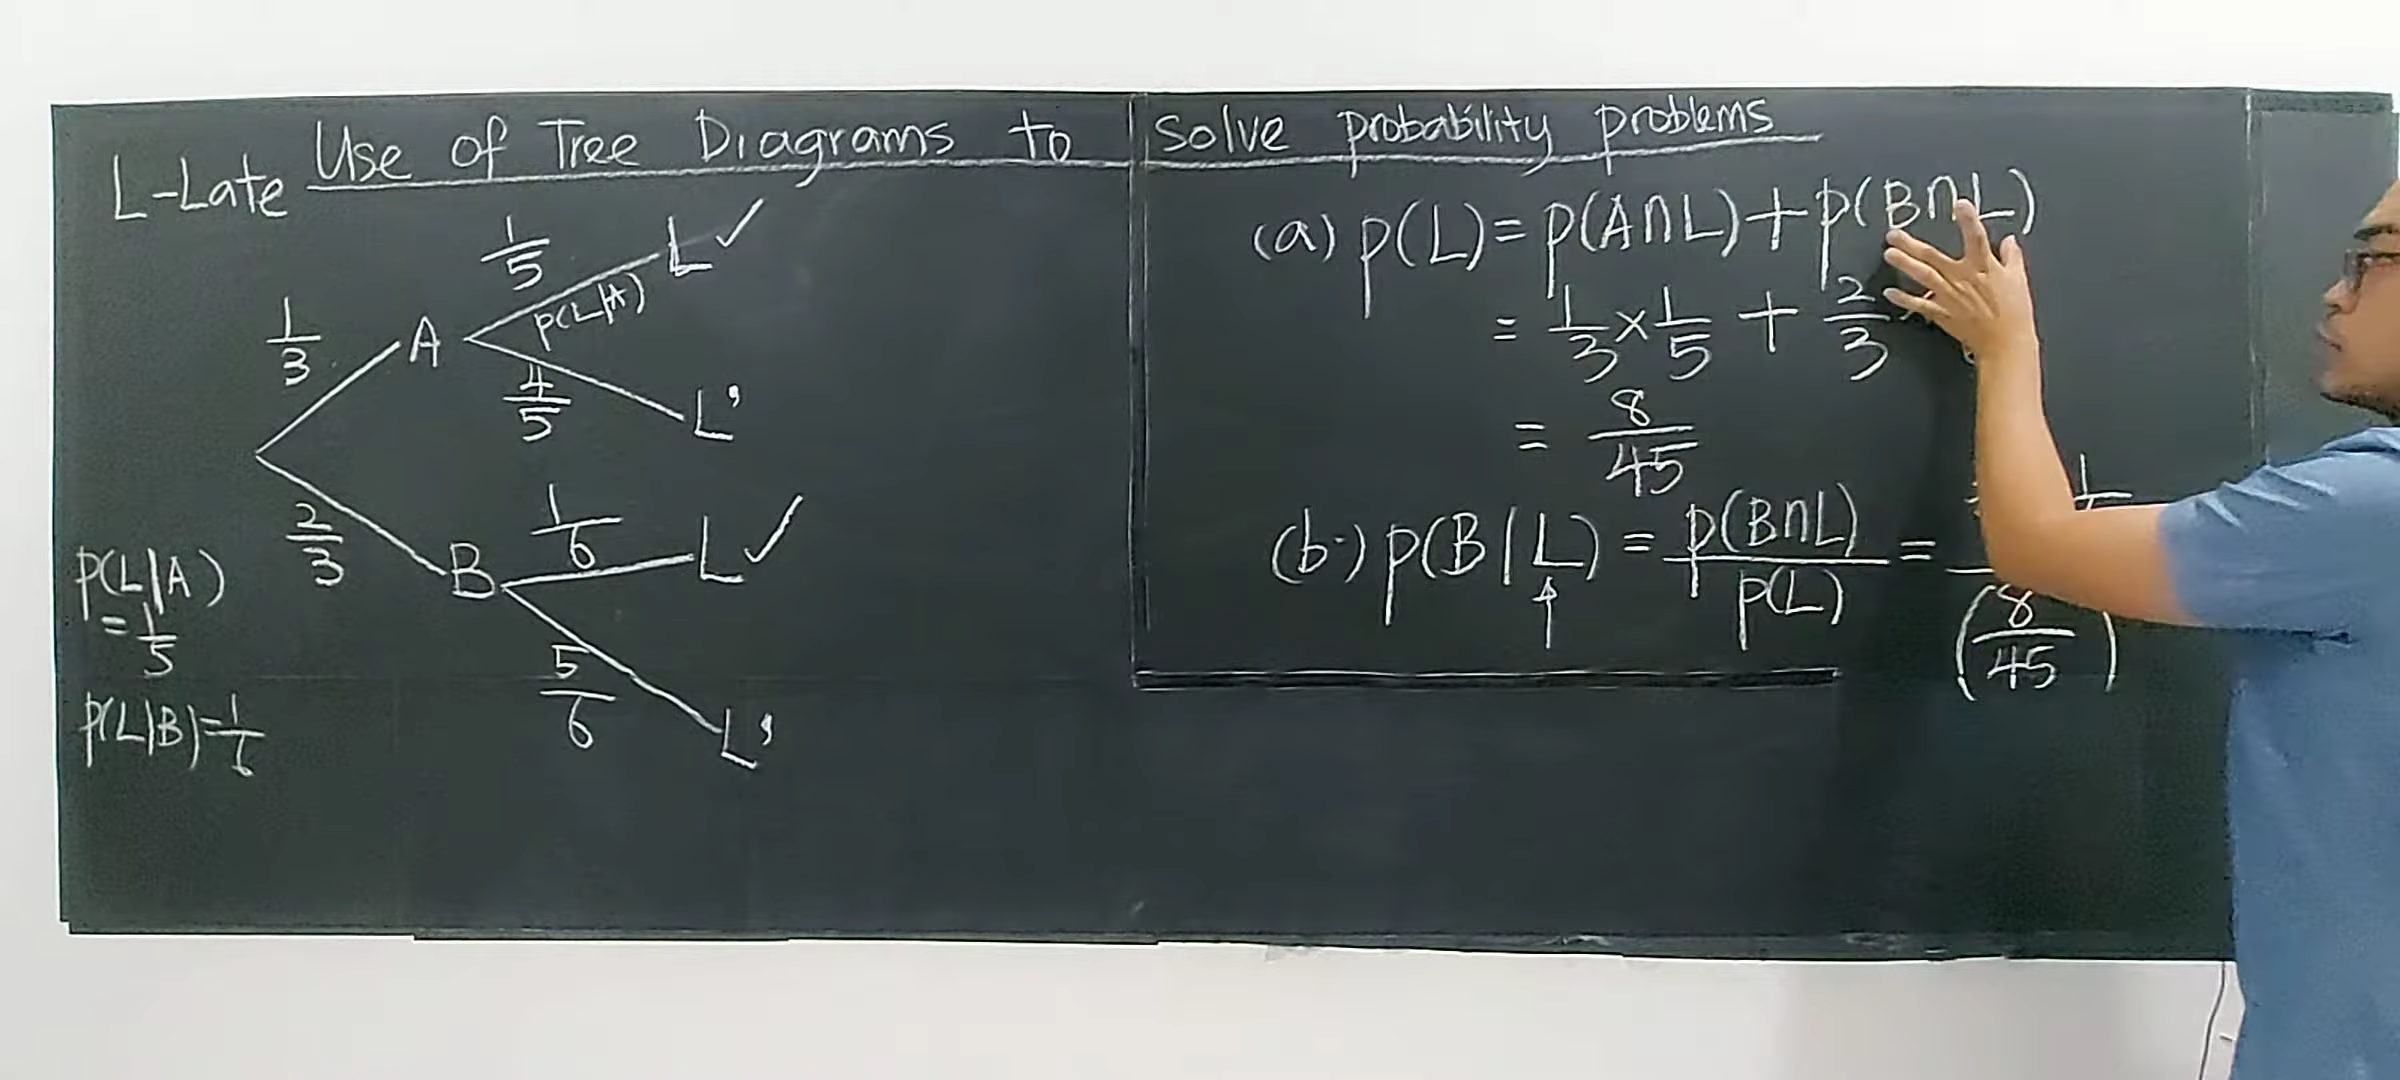 Use of Tree Diagrams to solve probability problems
L-Late
1/5
L ✓
P(L|A)
1/3
A
4/5
L'
2/3
1/6
L ✓
B
5/6
L'
P(L|A)
= 1/5
P(L|B) = 1/6
(a) P(L) = P(A∩L) + P(B∩L)
= 1/3 × 1/5 + 2/3 ×
= 8/45
(b.) P(B|L) = P(B∩L)/P(L) =
1
(8/45)
↑